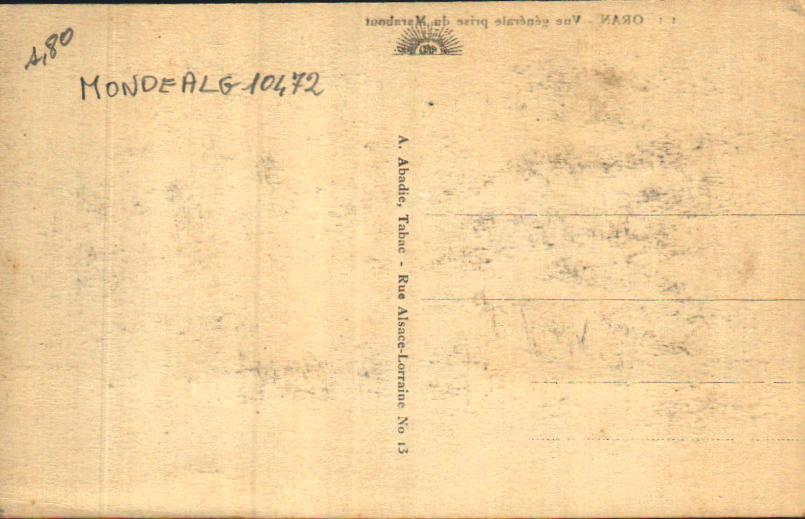 1,80
MONDEALG 10472
ORAN - Vue générale prise du Marabout
A. Abadie, Tabac - Rue Alsace-Lorraine No 13